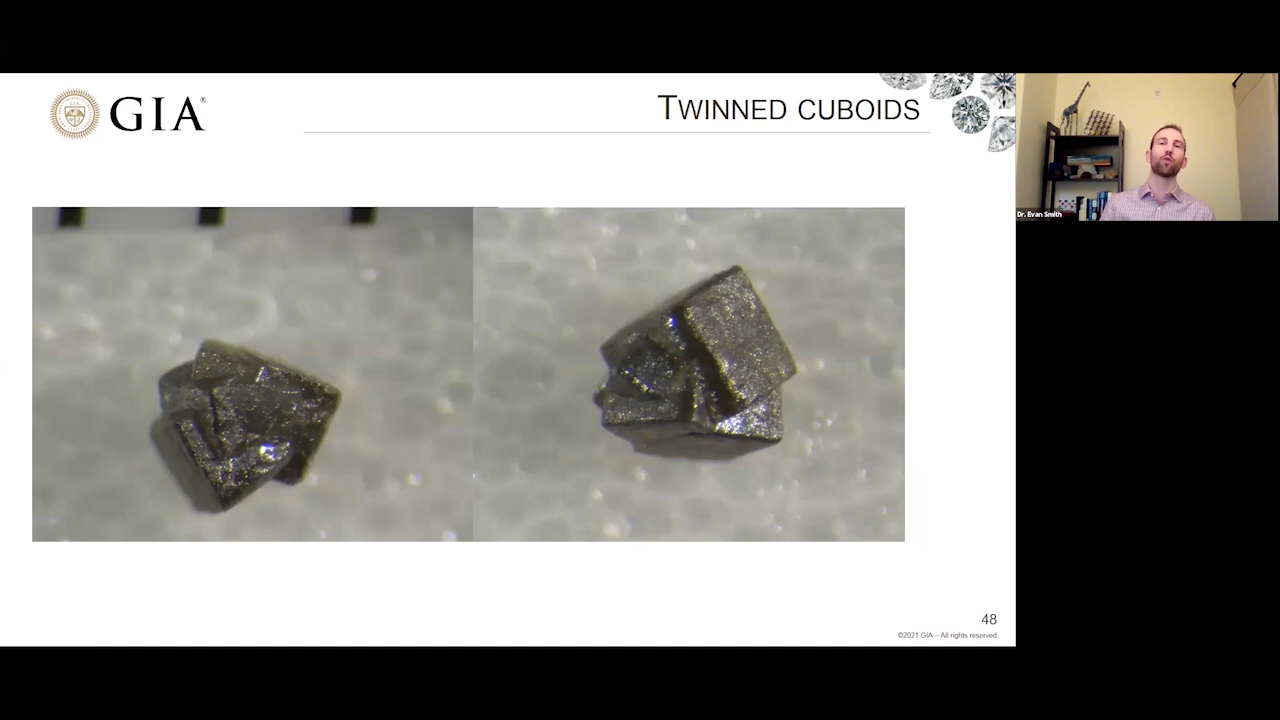 GIA®
TWINNED CUBOIDS
Dr. Evan Smith
48
©2021 GIA – All rights reserved.